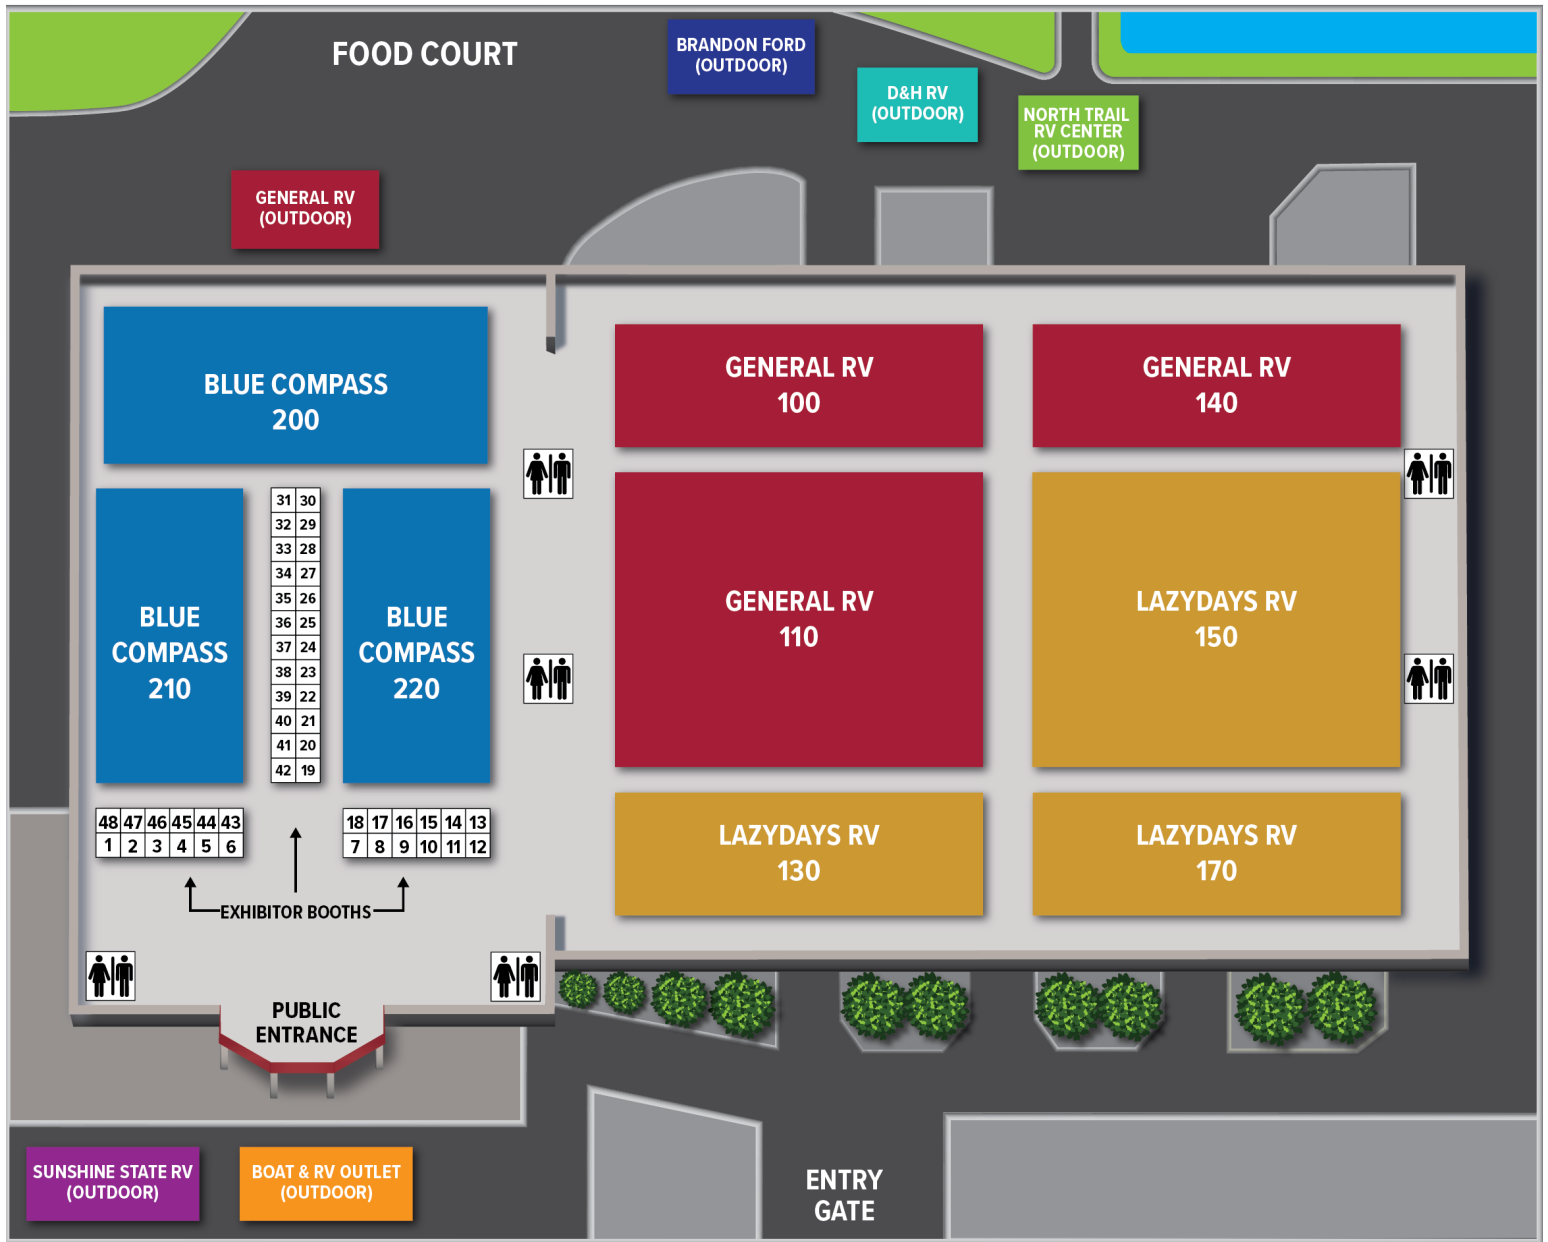 FOOD COURT
BRANDON FORD
(OUTDOOR)
D&H RV
(OUTDOOR)
NORTH TRAIL
RV CENTER
(OUTDOOR)
GENERAL RV
(OUTDOOR)
BLUE COMPASS
200
GENERAL RV
100
GENERAL RV
140
31 30
32 29
33 28
34 27
35 26
36 25
37 24
38 23
39 22
40 21
41 20
42 19
BLUE
COMPASS
210
BLUE
COMPASS
220
GENERAL RV
110
LAZYDAYS RV
150
48 47 46 45 44 43
1 2 3 4 5 6
18 17 16 15 14 13
7 8 9 10 11 12
EXHIBITOR BOOTHS
LAZYDAYS RV
130
LAZYDAYS RV
170
PUBLIC
ENTRANCE
SUNSHINE STATE RV
(OUTDOOR)
BOAT & RV OUTLET
(OUTDOOR)
ENTRY
GATE